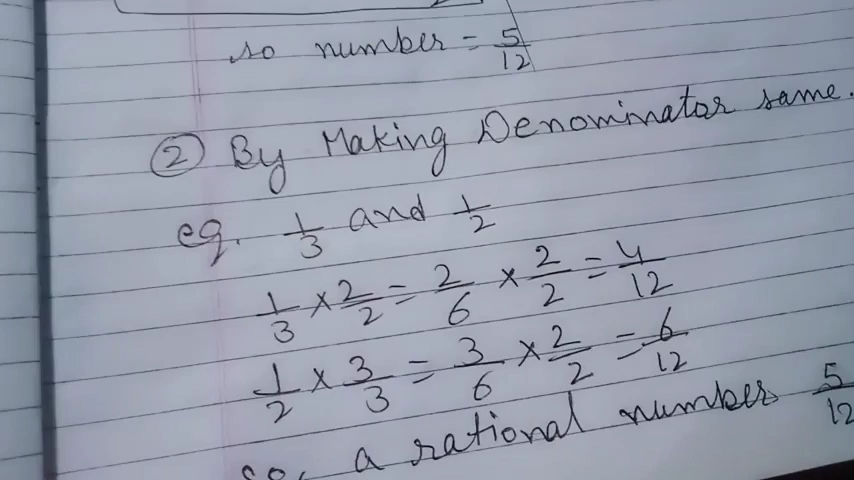 so number = 5/12
② By Making Denominator same.
eg. 1/3 and 1/2
1/3 × 2/2 = 2/6 × 2/2 = 4/12
1/2 × 3/3 = 3/6 × 2/2 = 6/12
so, a rational number 5/12